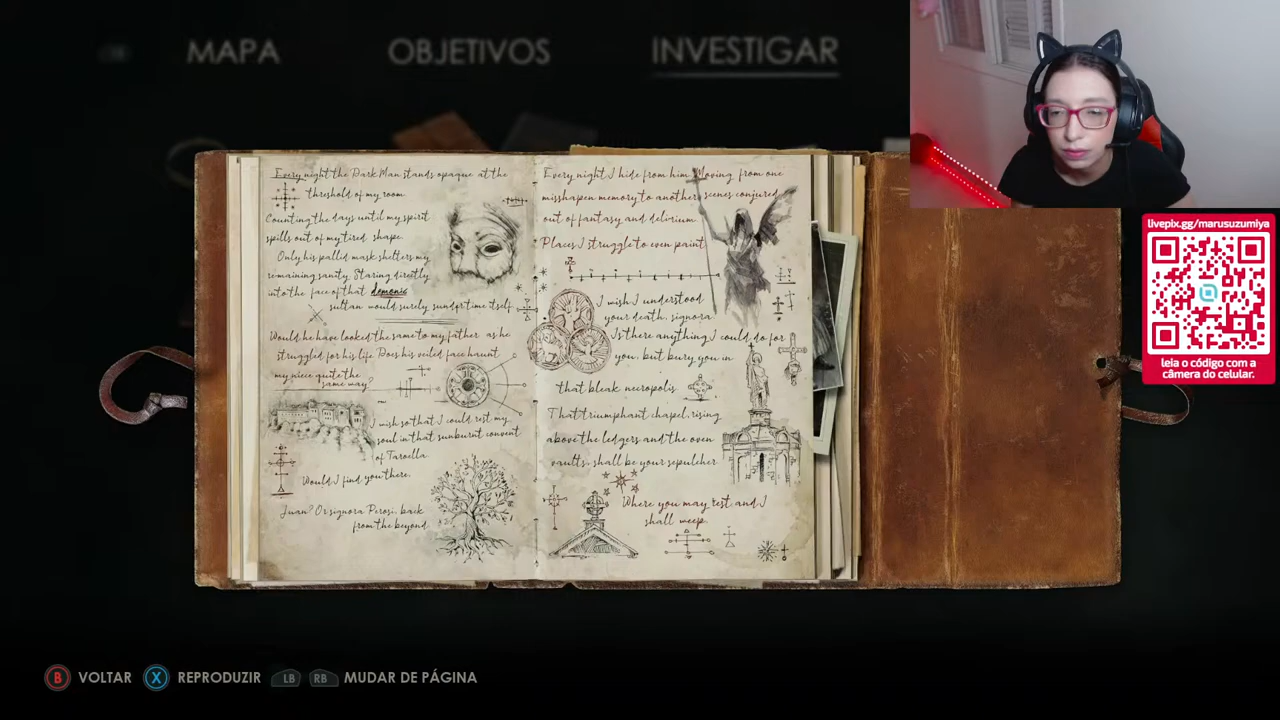 MAPA
OBJETIVOS
INVESTIGAR
Every night the Dark Man stands opaque at the
threshold of my room.
Counting the days until my spirit
spills out of my tired shape.
Only his pallid mask shelters my
remaining sanity. Staring directly
into the face of that demonic
sultan would surely sunder time itself.
Would he have looked the same to my father as he
struggled for his life. Does his veiled face haunt
my niece quite the
same way?
I wish so that I could rest my
soul in that sunburnt convent
of Taroella.
Would I find you there.
Juan? Or signora Perosi, back
from the beyond.
Every night I hide from him. Moving from one
misshapen memory to another, scenes conjured
out of fantasy and delirium.
Places I struggle to even paint.
I wish I understood
your death, signora.
Is there anything I could do for
you, but bury you in
that bleak necropolis.
That triumphant chapel, rising
above the ledgers and the oven
vaults, shall be your sepulcher.
Where you may rest and I
shall weep.
livepix.gg/marusuzumiya
leia o código com a
câmera do celular.
B VOLTAR X REPRODUZIR LB RB MUDAR DE PÁGINA